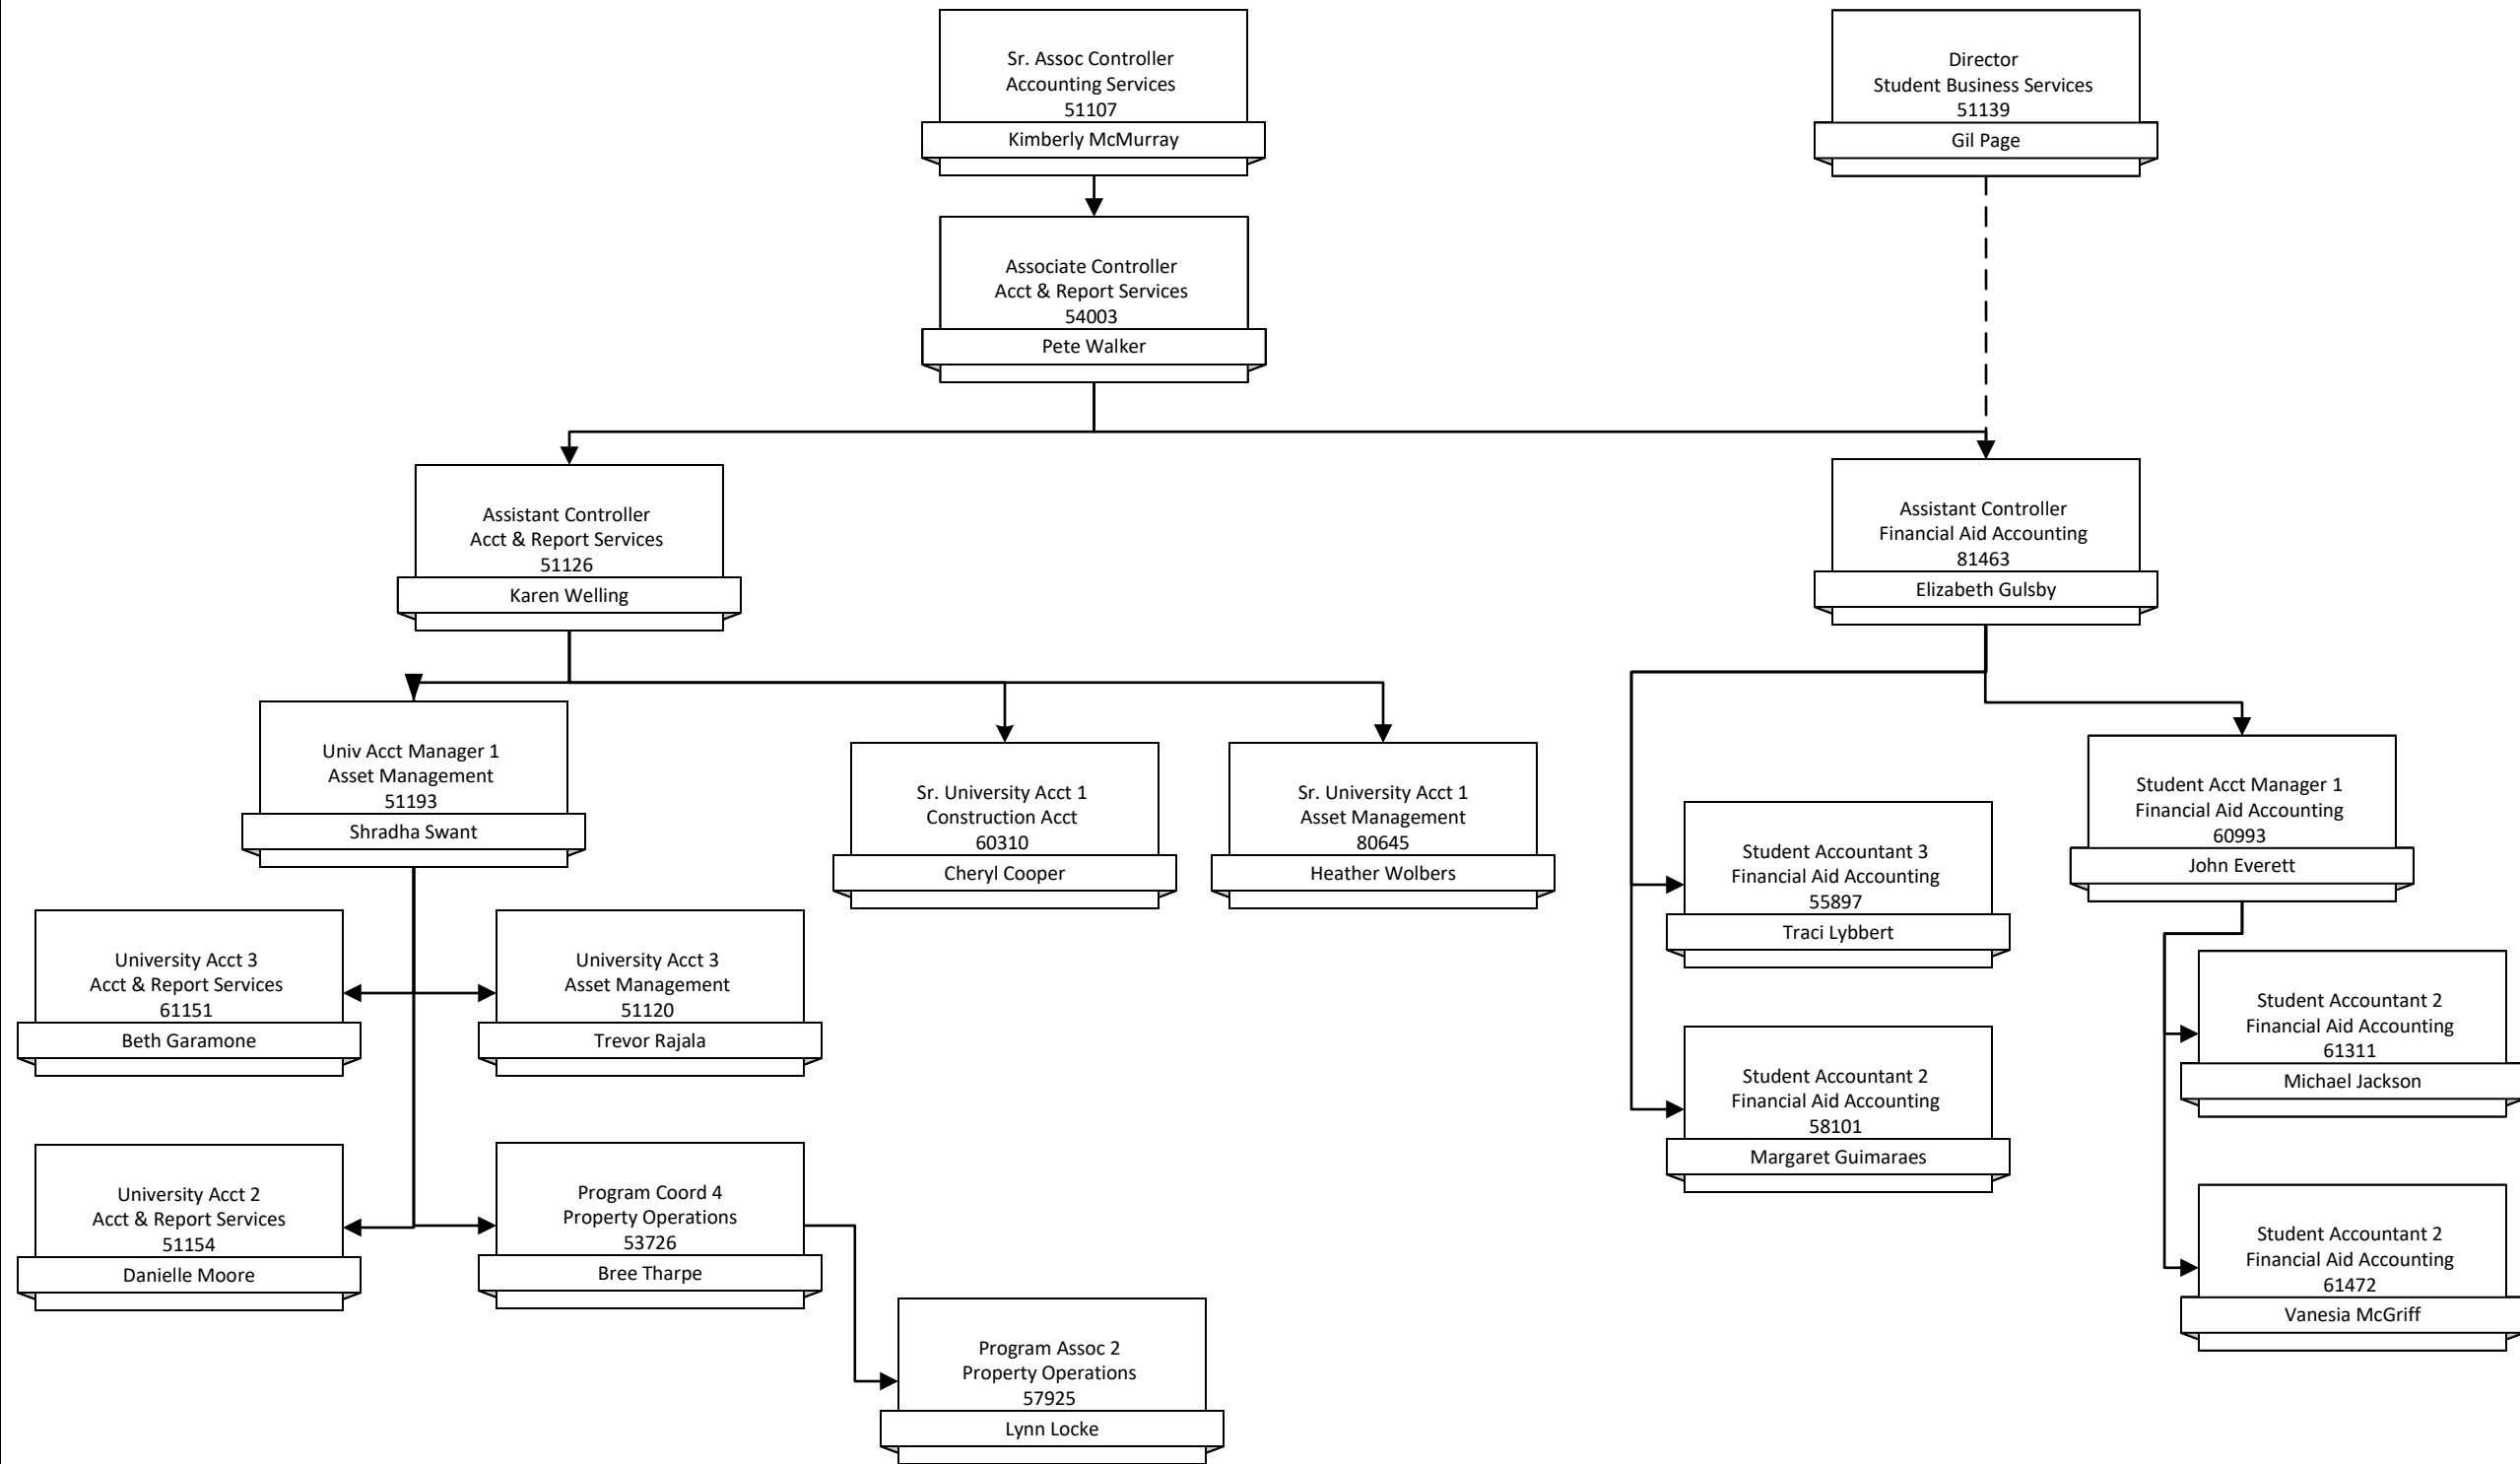 Sr. Assoc Controller
Accounting Services
51107
Kimberly McMurray
Director
Student Business Services
51139
Gil Page
Associate Controller
Acct & Report Services
54003
Pete Walker
Assistant Controller
Acct & Report Services
51126
Karen Welling
Assistant Controller
Financial Aid Accounting
81463
Elizabeth Gulsby
Univ Acct Manager 1
Asset Management
51193
Shradha Swant
Sr. University Acct 1
Construction Acct
60310
Cheryl Cooper
Sr. University Acct 1
Asset Management
80645
Heather Wolbers
Student Acct Manager 1
Financial Aid Accounting
60993
John Everett
Student Accountant 3
Financial Aid Accounting
55897
Traci Lybbert
University Acct 3
Acct & Report Services
61151
Beth Garamone
University Acct 3
Asset Management
51120
Trevor Rajala
Student Accountant 2
Financial Aid Accounting
61311
Michael Jackson
Student Accountant 2
Financial Aid Accounting
58101
Margaret Guimaraes
University Acct 2
Acct & Report Services
51154
Danielle Moore
Program Coord 4
Property Operations
53726
Bree Tharpe
Student Accountant 2
Financial Aid Accounting
61472
Vanesia McGriff
Program Assoc 2
Property Operations
57925
Lynn Locke